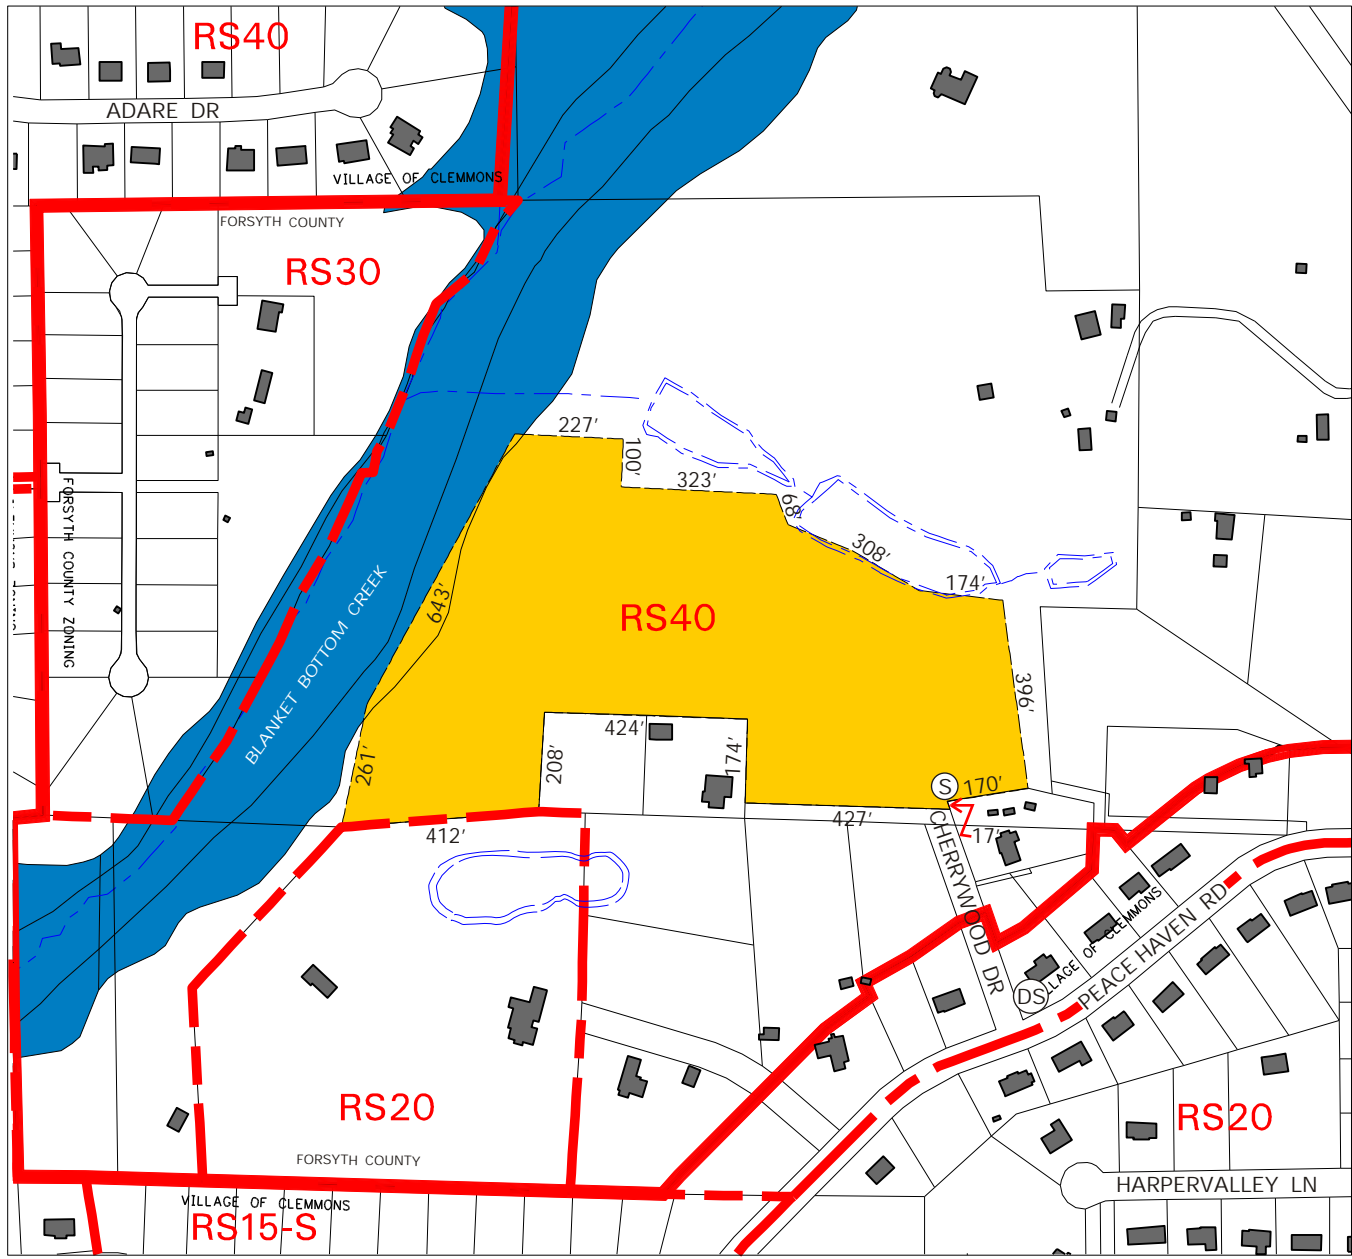 RS40
ADARE DR
VILLAGE OF CLEMMONS
FORSYTH COUNTY
RS30
227'
100'
323'
68'
308'
174'
FORSYTH COUNTY ZONING
643'
RS40
BLANKET BOTTOM CREEK
396'
424'
174'
208'
261'
S
170'
412'
427'
17'
CHERRYWOOD DR
VILLAGE OF CLEMMONS
PEACE HAVEN RD
DS
RS20
RS20
FORSYTH COUNTY
HARPERVALLEY LN
VILLAGE OF CLEMMONS
RS15-S